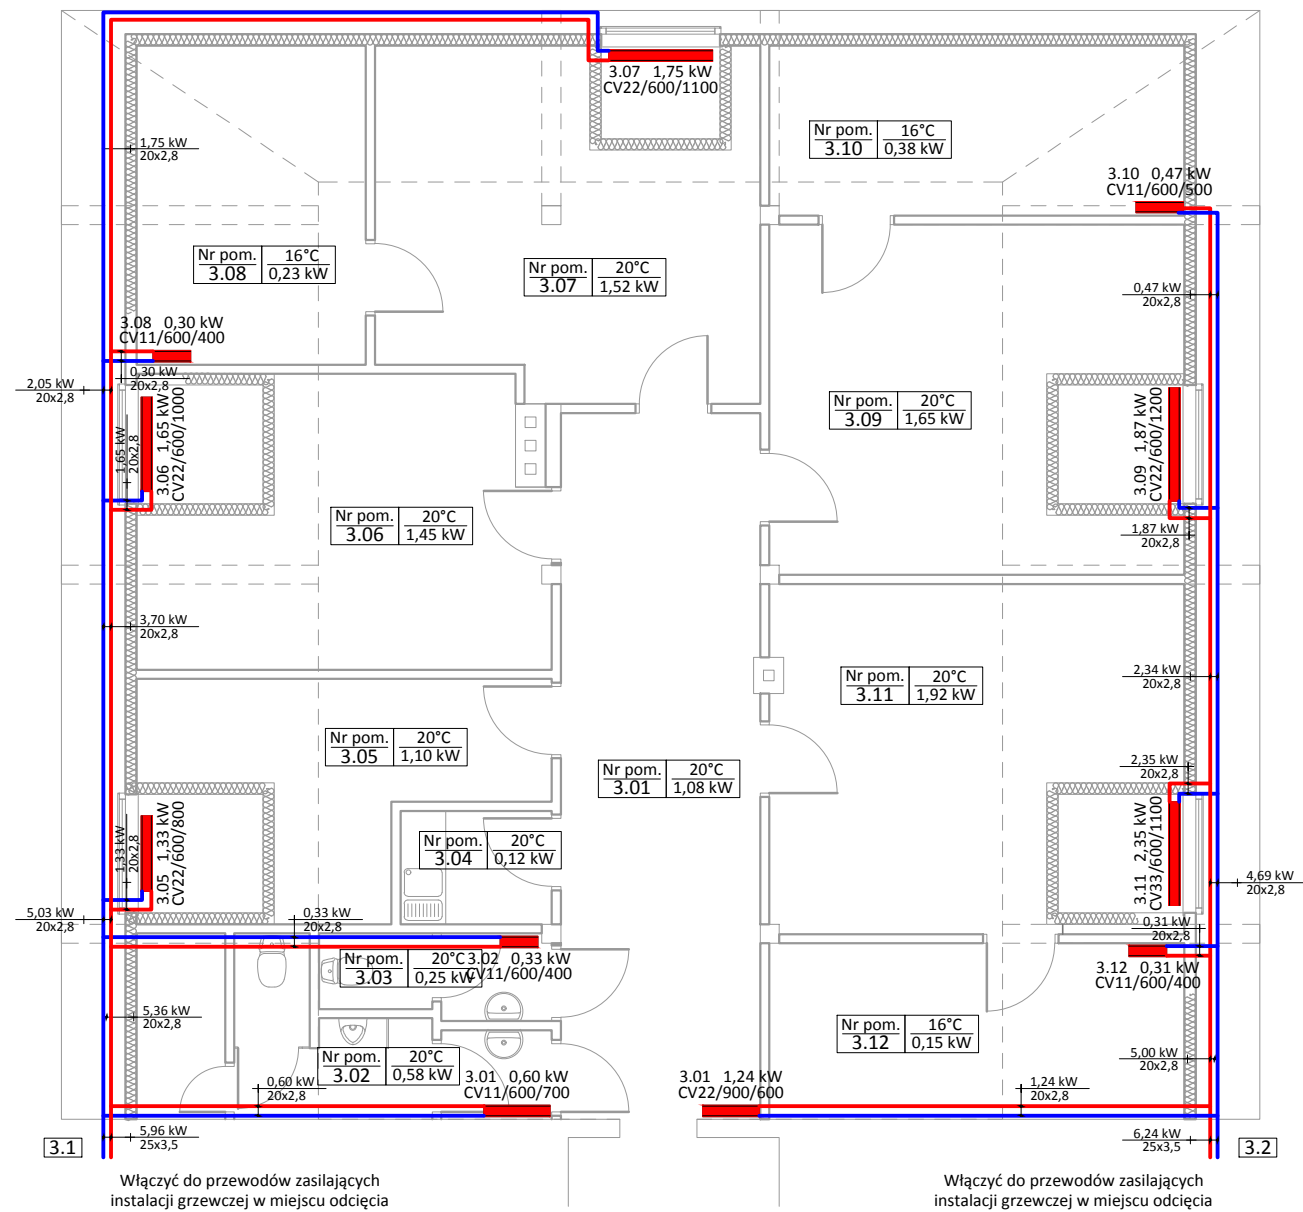 3.07 1,75 kW
CV22/600/1100
1,75 kW
20x2,8
Nr pom. 16°C
3.10 0,38 kW
3.10 0,47 kW
CV11/600/500
Nr pom. 16°C
3.08 0,23 kW
Nr pom. 20°C
3.07 1,52 kW
0,47 kW
20x2,8
3.08 0,30 kW
CV11/600/400
0,30 kW
20x2,8
2,05 kW
20x2,8
1,65 kW
20x2,8
3.06 1,65 kW
CV22/600/1000
Nr pom. 20°C
3.09 1,65 kW
3.09 1,87 kW
CV22/600/1200
Nr pom. 20°C
3.06 1,45 kW
1,87 kW
20x2,8
3,70 kW
20x2,8
Nr pom. 20°C
3.11 1,92 kW
2,34 kW
20x2,8
Nr pom. 20°C
3.05 1,10 kW
Nr pom. 20°C
3.01 1,08 kW
2,35 kW
20x2,8
1,33 kW
20x2,8
3.05 1,33 kW
CV22/600/800
Nr pom. 20°C
3.04 0,12 kW
3.11 2,35 kW
CV33/600/1100
4,69 kW
20x2,8
5,03 kW
20x2,8
0,33 kW
20x2,8
0,31 kW
20x2,8
Nr pom. 20°C
3.03 0,25 kW
3.02 0,33 kW
CV11/600/400
3.12 0,31 kW
CV11/600/400
5,36 kW
20x2,8
Nr pom. 16°C
3.12 0,15 kW
Nr pom. 20°C
3.02 0,58 kW
5,00 kW
20x2,8
0,60 kW
20x2,8
3.01 0,60 kW
CV11/600/700
3.01 1,24 kW
CV22/900/600
1,24 kW
20x2,8
3.1
5,96 kW
25x3,5
6,24 kW
25x3,5
3.2
Włączyć do przewodów zasilających
instalacji grzewczej w miejscu odcięcia
Włączyć do przewodów zasilających
instalacji grzewczej w miejscu odcięcia